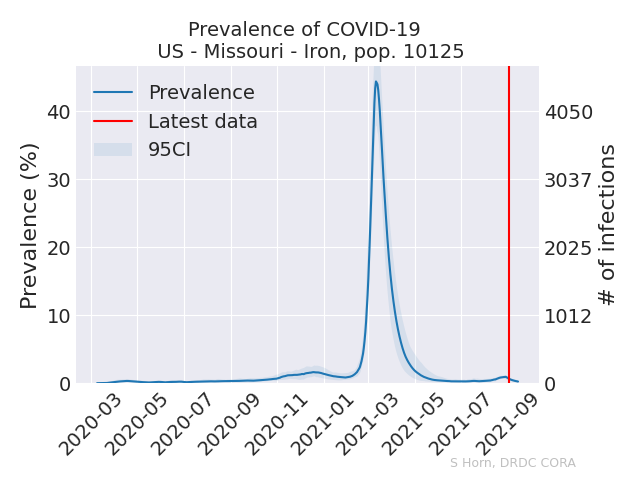 Prevalence of COVID-19
US - Missouri - Iron, pop. 10125
Prevalence
Latest data
95CI
Prevalence (%)
40
30
20
10
0
4050
3037
2025
1012
0
# of infections
2020-03
2020-05
2020-07
2020-09
2020-11
2021-01
2021-03
2021-05
2021-07
2021-09
S Horn, DRDC CORA